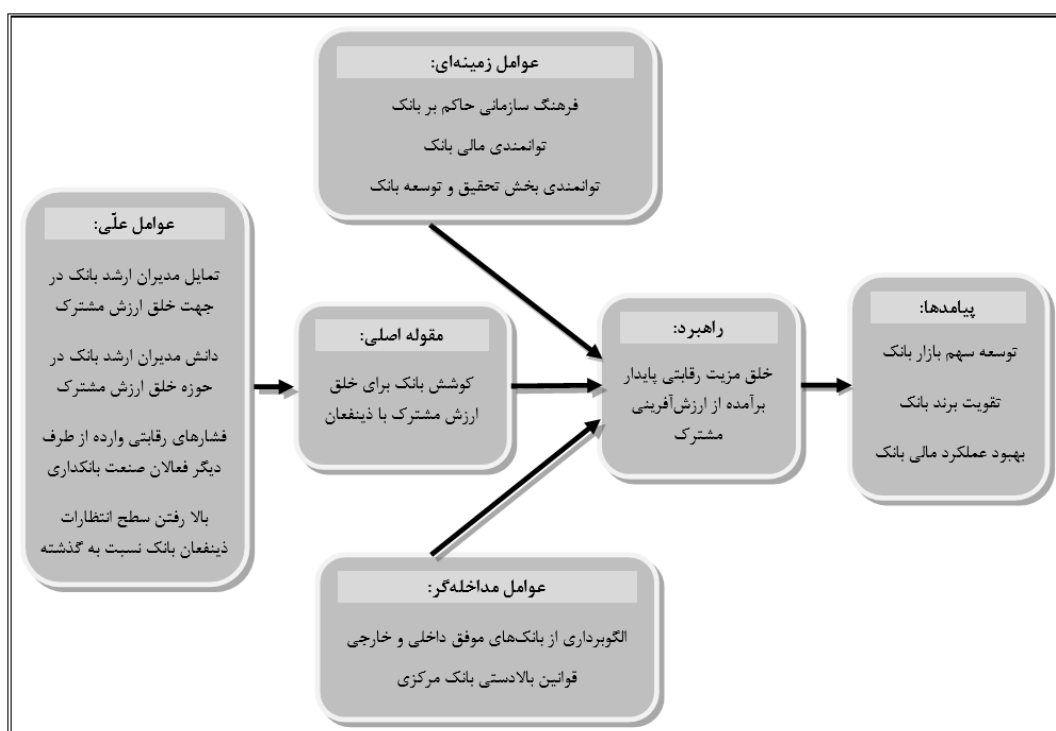 عوامل زمینه‌ای:
فرهنگ سازمانی حاکم بر بانک
توانمندی مالی بانک
توانمندی بخش تحقیق و توسعه بانک
عوامل علّی:
تمایل مدیران ارشد بانک در
جهت خلق ارزش مشترک
دانش مدیران ارشد بانک در
حوزه خلق ارزش مشترک
فشارهای رقابتی وارده از طرف
دیگر فعالان صنعت بانکداری
بالا رفتن سطح انتظارات
ذینفعان بانک نسبت به گذشته
مقوله اصلی:
کوشش بانک برای خلق
ارزش مشترک با ذینفعان
راهبرد:
خلق مزیت رقابتی پایدار
برآمده از ارزش‌آفرینی
مشترک
پیامدها:
توسعه سهم بازار بانک
تقویت برند بانک
بهبود عملکرد مالی بانک
عوامل مداخله‌گر:
الگوبرداری از بانک‌های موفق داخلی و خارجی
قوانین بالادستی بانک مرکزی